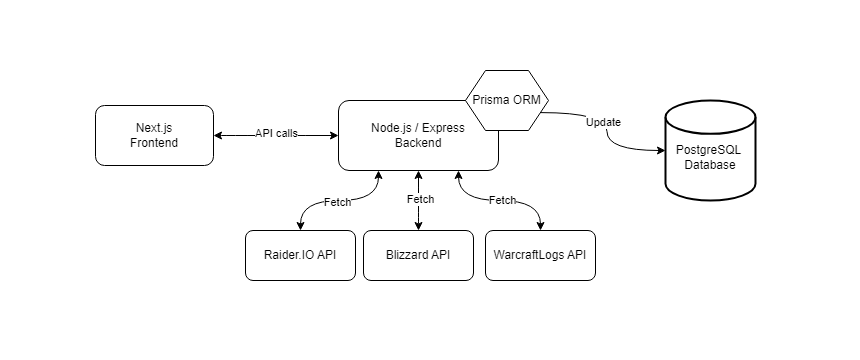 Prisma ORM
Next.js
Frontend
API calls
Node.js / Express
Backend
Update
PostgreSQL
Database
Fetch
Fetch
Fetch
Raider.IO API
Blizzard API
WarcraftLogs API